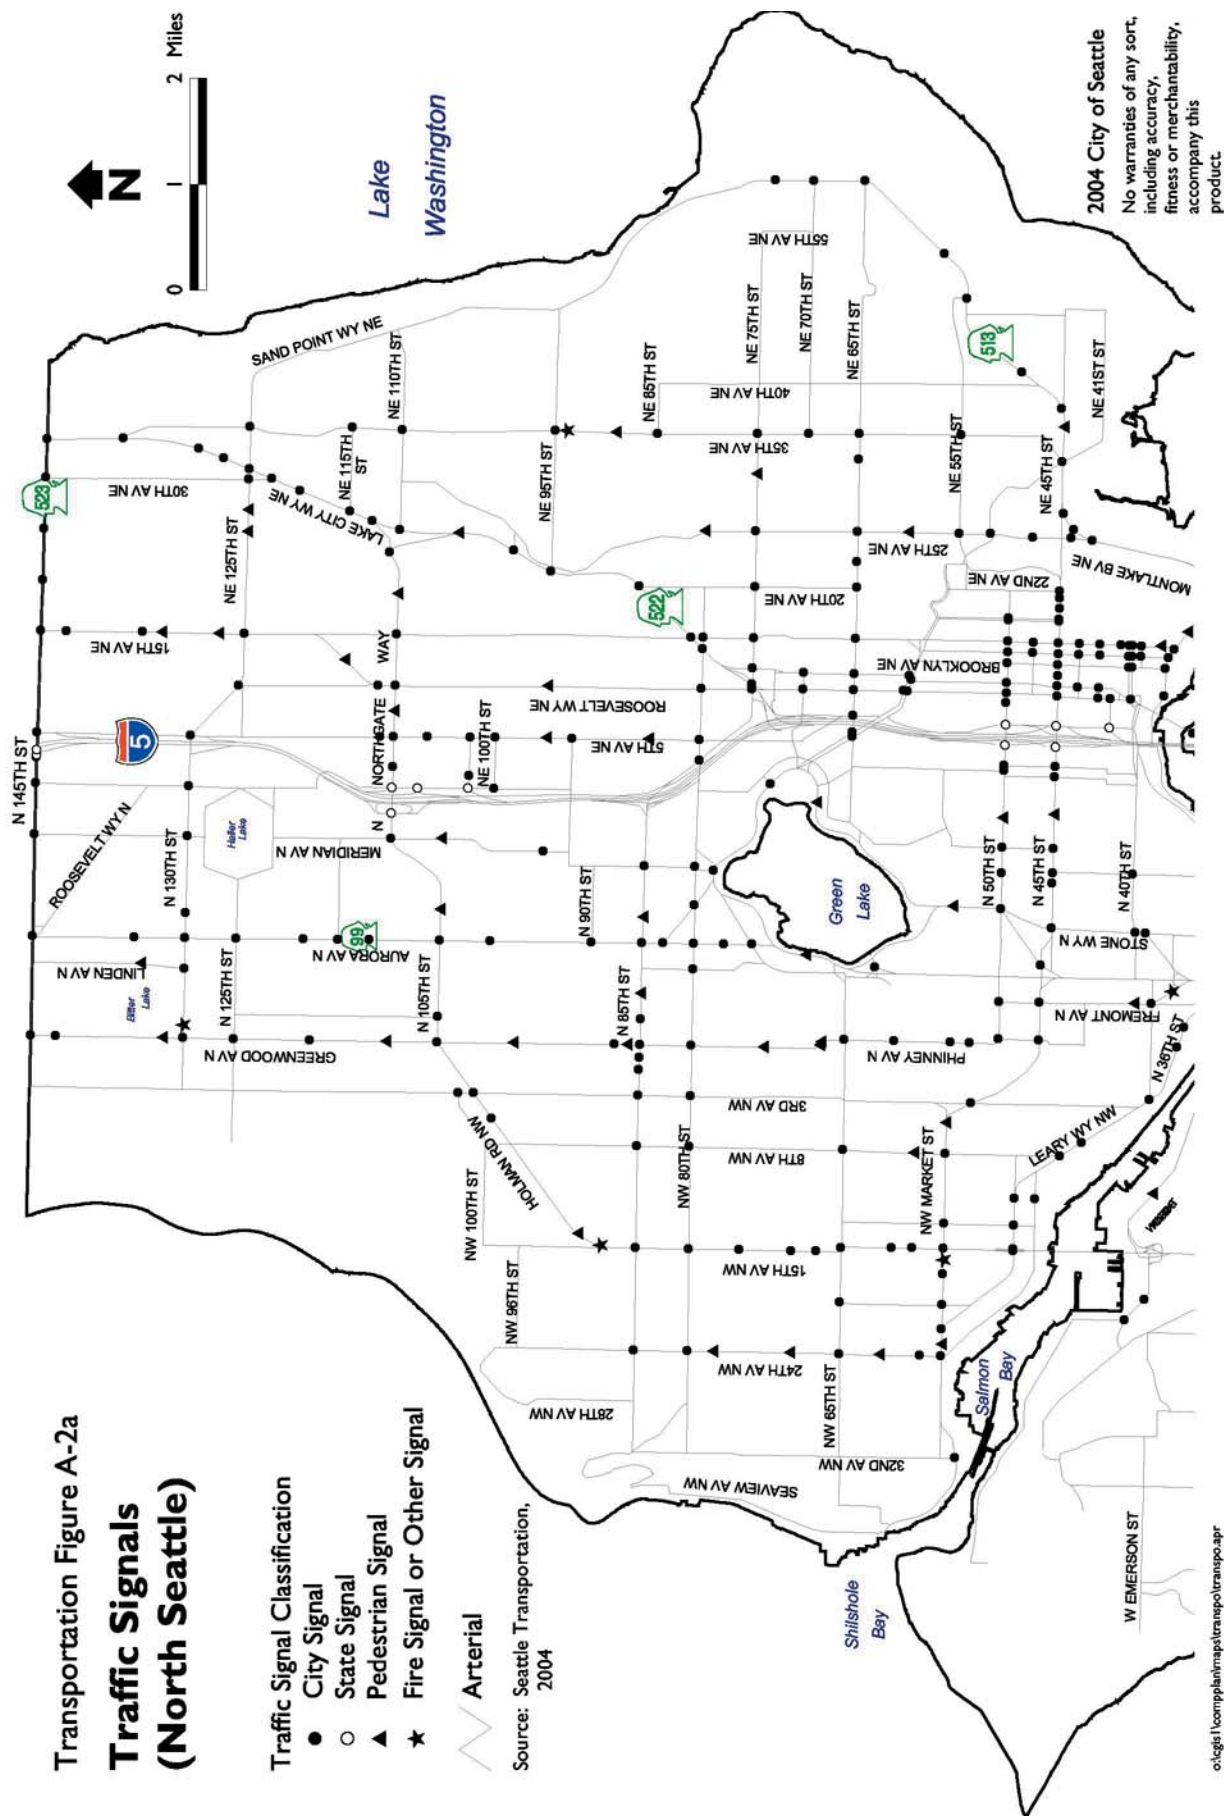 Transportation Figure A-2a
Traffic Signals
(North Seattle)
Traffic Signal Classification
City Signal
State Signal
Pedestrian Signal
Fire Signal or Other Signal
Arterial
Source: Seattle Transportation,
2004
N
0 1 2 Miles
Lake
Washington
2004 City of Seattle
No warranties of any sort,
including accuracy,
fitness or merchantability,
accompany this
product.
N 145TH ST
523
5
ROOSEVELT WY N
LINDEN AV N
Bitter
Lake
N 130TH ST
Haller
Lake
15TH AV NE
30TH AV NE
NE 125TH ST
SAND POINT WY NE
N 125TH ST
GREENWOOD AV N
99
AURORA AV N
MERIDIAN AV N
LAKE CITY WY NE
NE 115TH
ST
NE 110TH ST
N
NORTHGATE
WAY
N 105TH ST
NE 100TH ST
NW 100TH ST
HOLMAN RD NW
NW 96TH ST
NE 95TH ST
N 90TH ST
5TH AV NE
ROOSEVELT WY NE
28TH AV NW
N 85TH ST
NE 85TH ST
522
NW 80TH ST
SEAVIEW AV NW
24TH AV NW
15TH AV NW
8TH AV NW
3RD AV NW
20TH AV NE
35TH AV NE
40TH AV NE
NE 75TH ST
55TH AV NE
NE 70TH ST
NE 65TH ST
NW 65TH ST
32ND AV NW
PHINNEY AV N
Green
Lake
BROOKLYN AV NE
25TH AV NE
Shilshole
Bay
NW MARKET ST
NE 55TH ST
513
N 50TH ST
22ND AV NE
Salmon
Bay
LEARY WY NW
N 45TH ST
NE 45TH ST
NE 41ST ST
MONTLAKE BV NE
FREMONT AV N
STONE WY N
N 40TH ST
N 36TH ST
W EMERSON ST
o:\cgis1\compplan\maps\transpo\transpo.apr